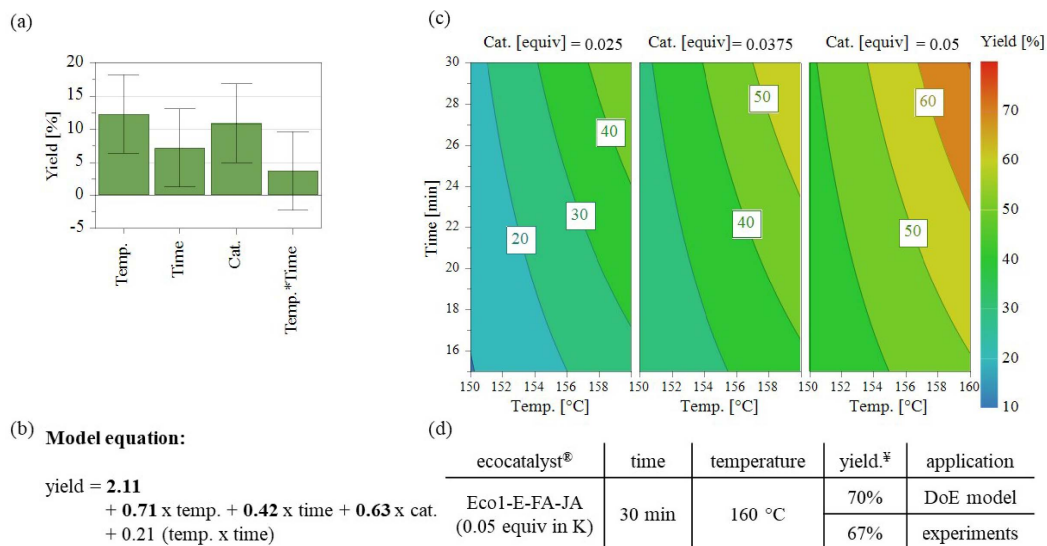 (a)
Yield [%]
20
15
10
5
0
-5
Temp.
Time
Cat.
Temp.*Time
(b) Model equation:
yield = 2.11
+ 0.71 x temp. + 0.42 x time + 0.63 x cat.
+ 0.21 (temp. x time)
(c)
Cat. [equiv] = 0.025 Cat. [equiv] = 0.0375 Cat. [equiv] = 0.05 Yield [%]
Time [min]
30
28
26
24
22
20
18
16
40
30
20
50
40
60
50
150 152 154 156 158 150 152 154 156 158 150 152 154 156 158 160
Temp. [°C] Temp. [°C] Temp. [°C]
70
60
50
40
30
20
10
(d)
ecocatalyst® time temperature yield.¥ application
Eco1-E-FA-JA
(0.05 equiv in K)
30 min 160 °C
70% DoE model
67% experiments